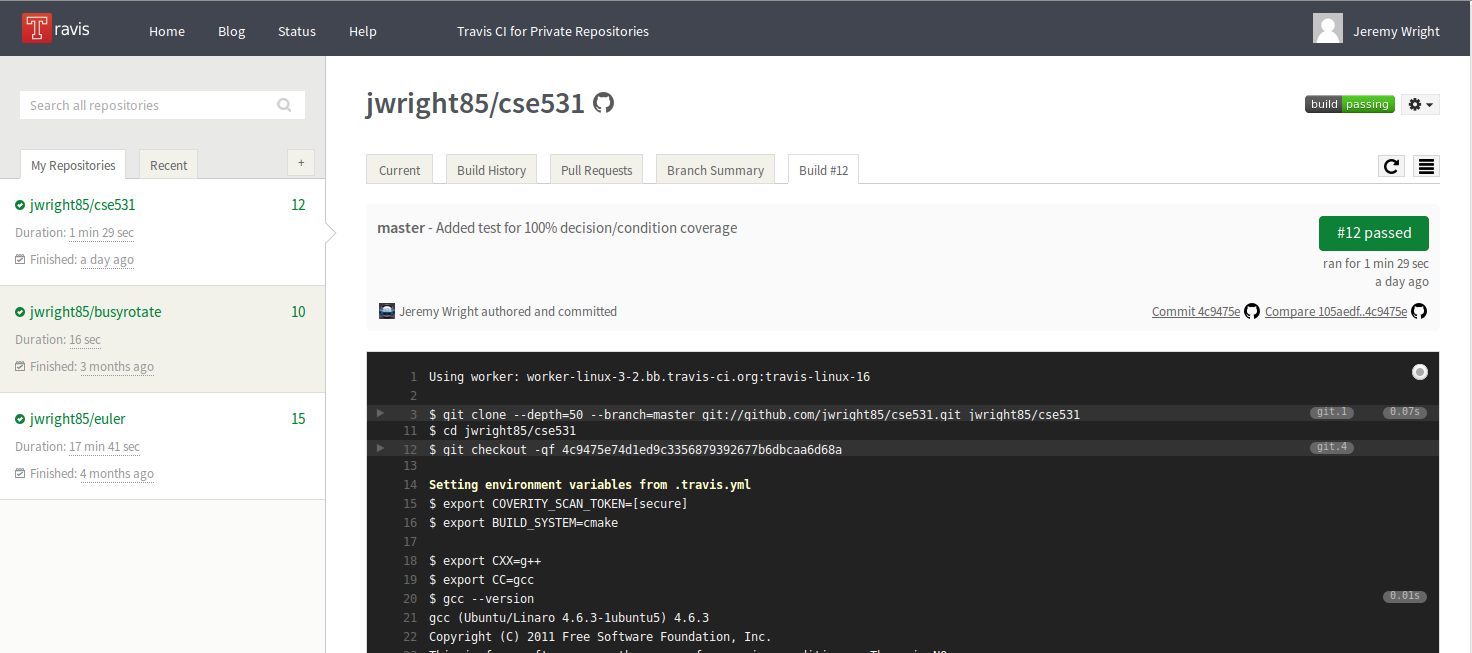 Travis Home Blog Status Help Travis CI for Private Repositories Jeremy Wright
Search all repositories
My Repositories Recent +
jwright85/cse531 12
Duration: 1 min 29 sec
Finished: a day ago
jwright85/busyrotate 10
Duration: 16 sec
Finished: 3 months ago
jwright85/euler 15
Duration: 17 min 41 sec
Finished: 4 months ago
jwright85/cse531
build passing
Current Build History Pull Requests Branch Summary Build #12
master - Added test for 100% decision/condition coverage
#12 passed
ran for 1 min 29 sec
a day ago
Jeremy Wright authored and committed
Commit 4c9475e Compare 105aedf..4c9475e
1 Using worker: worker-linux-3-2.bb.travis-ci.org:travis-linux-16
2
3 $ git clone --depth=50 --branch=master git://github.com/jwright85/cse531.git jwright85/cse531 git.1 0.07s
11 $ cd jwright85/cse531
12 $ git checkout -qf 4c9475e74d1ed9c3356879392677b6dbcaa6d68a git.4
13
14 Setting environment variables from .travis.yml
15 $ export COVERITY_SCAN_TOKEN=[secure]
16 $ export BUILD_SYSTEM=cmake
17
18 $ export CXX=g++
19 $ export CC=gcc
20 $ gcc --version 0.01s
21 gcc (Ubuntu/Linaro 4.6.3-1ubuntu5) 4.6.3
22 Copyright (C) 2011 Free Software Foundation, Inc.